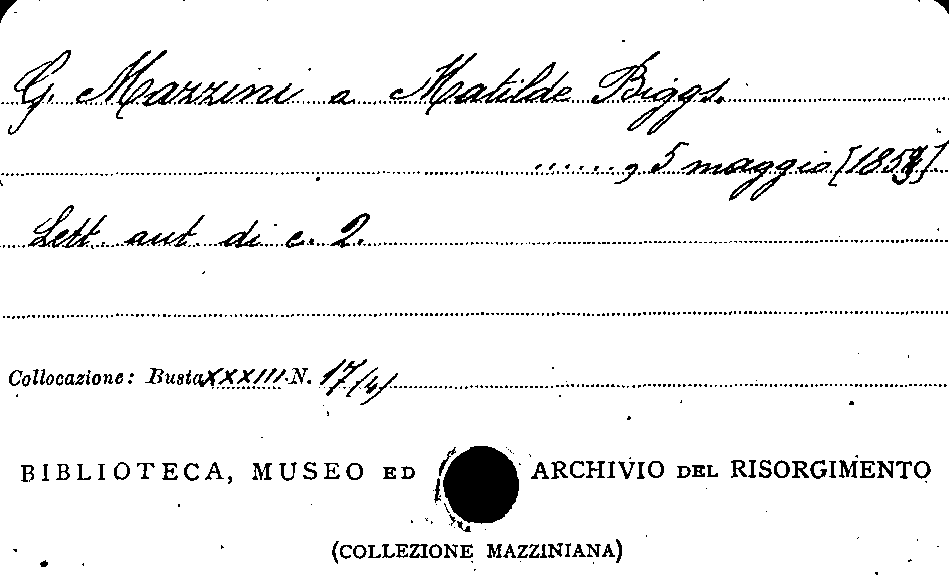 G. Mazzini a Matilde Biggs.
......, 5 maggio
Lett. aut. di c. 2.
Collocazione: Busta XXXIII N. 17/4/
BIBLIOTECA, MUSEO ED ARCHIVIO DEL RISORGIMENTO
(COLLEZIONE MAZZINIANA)